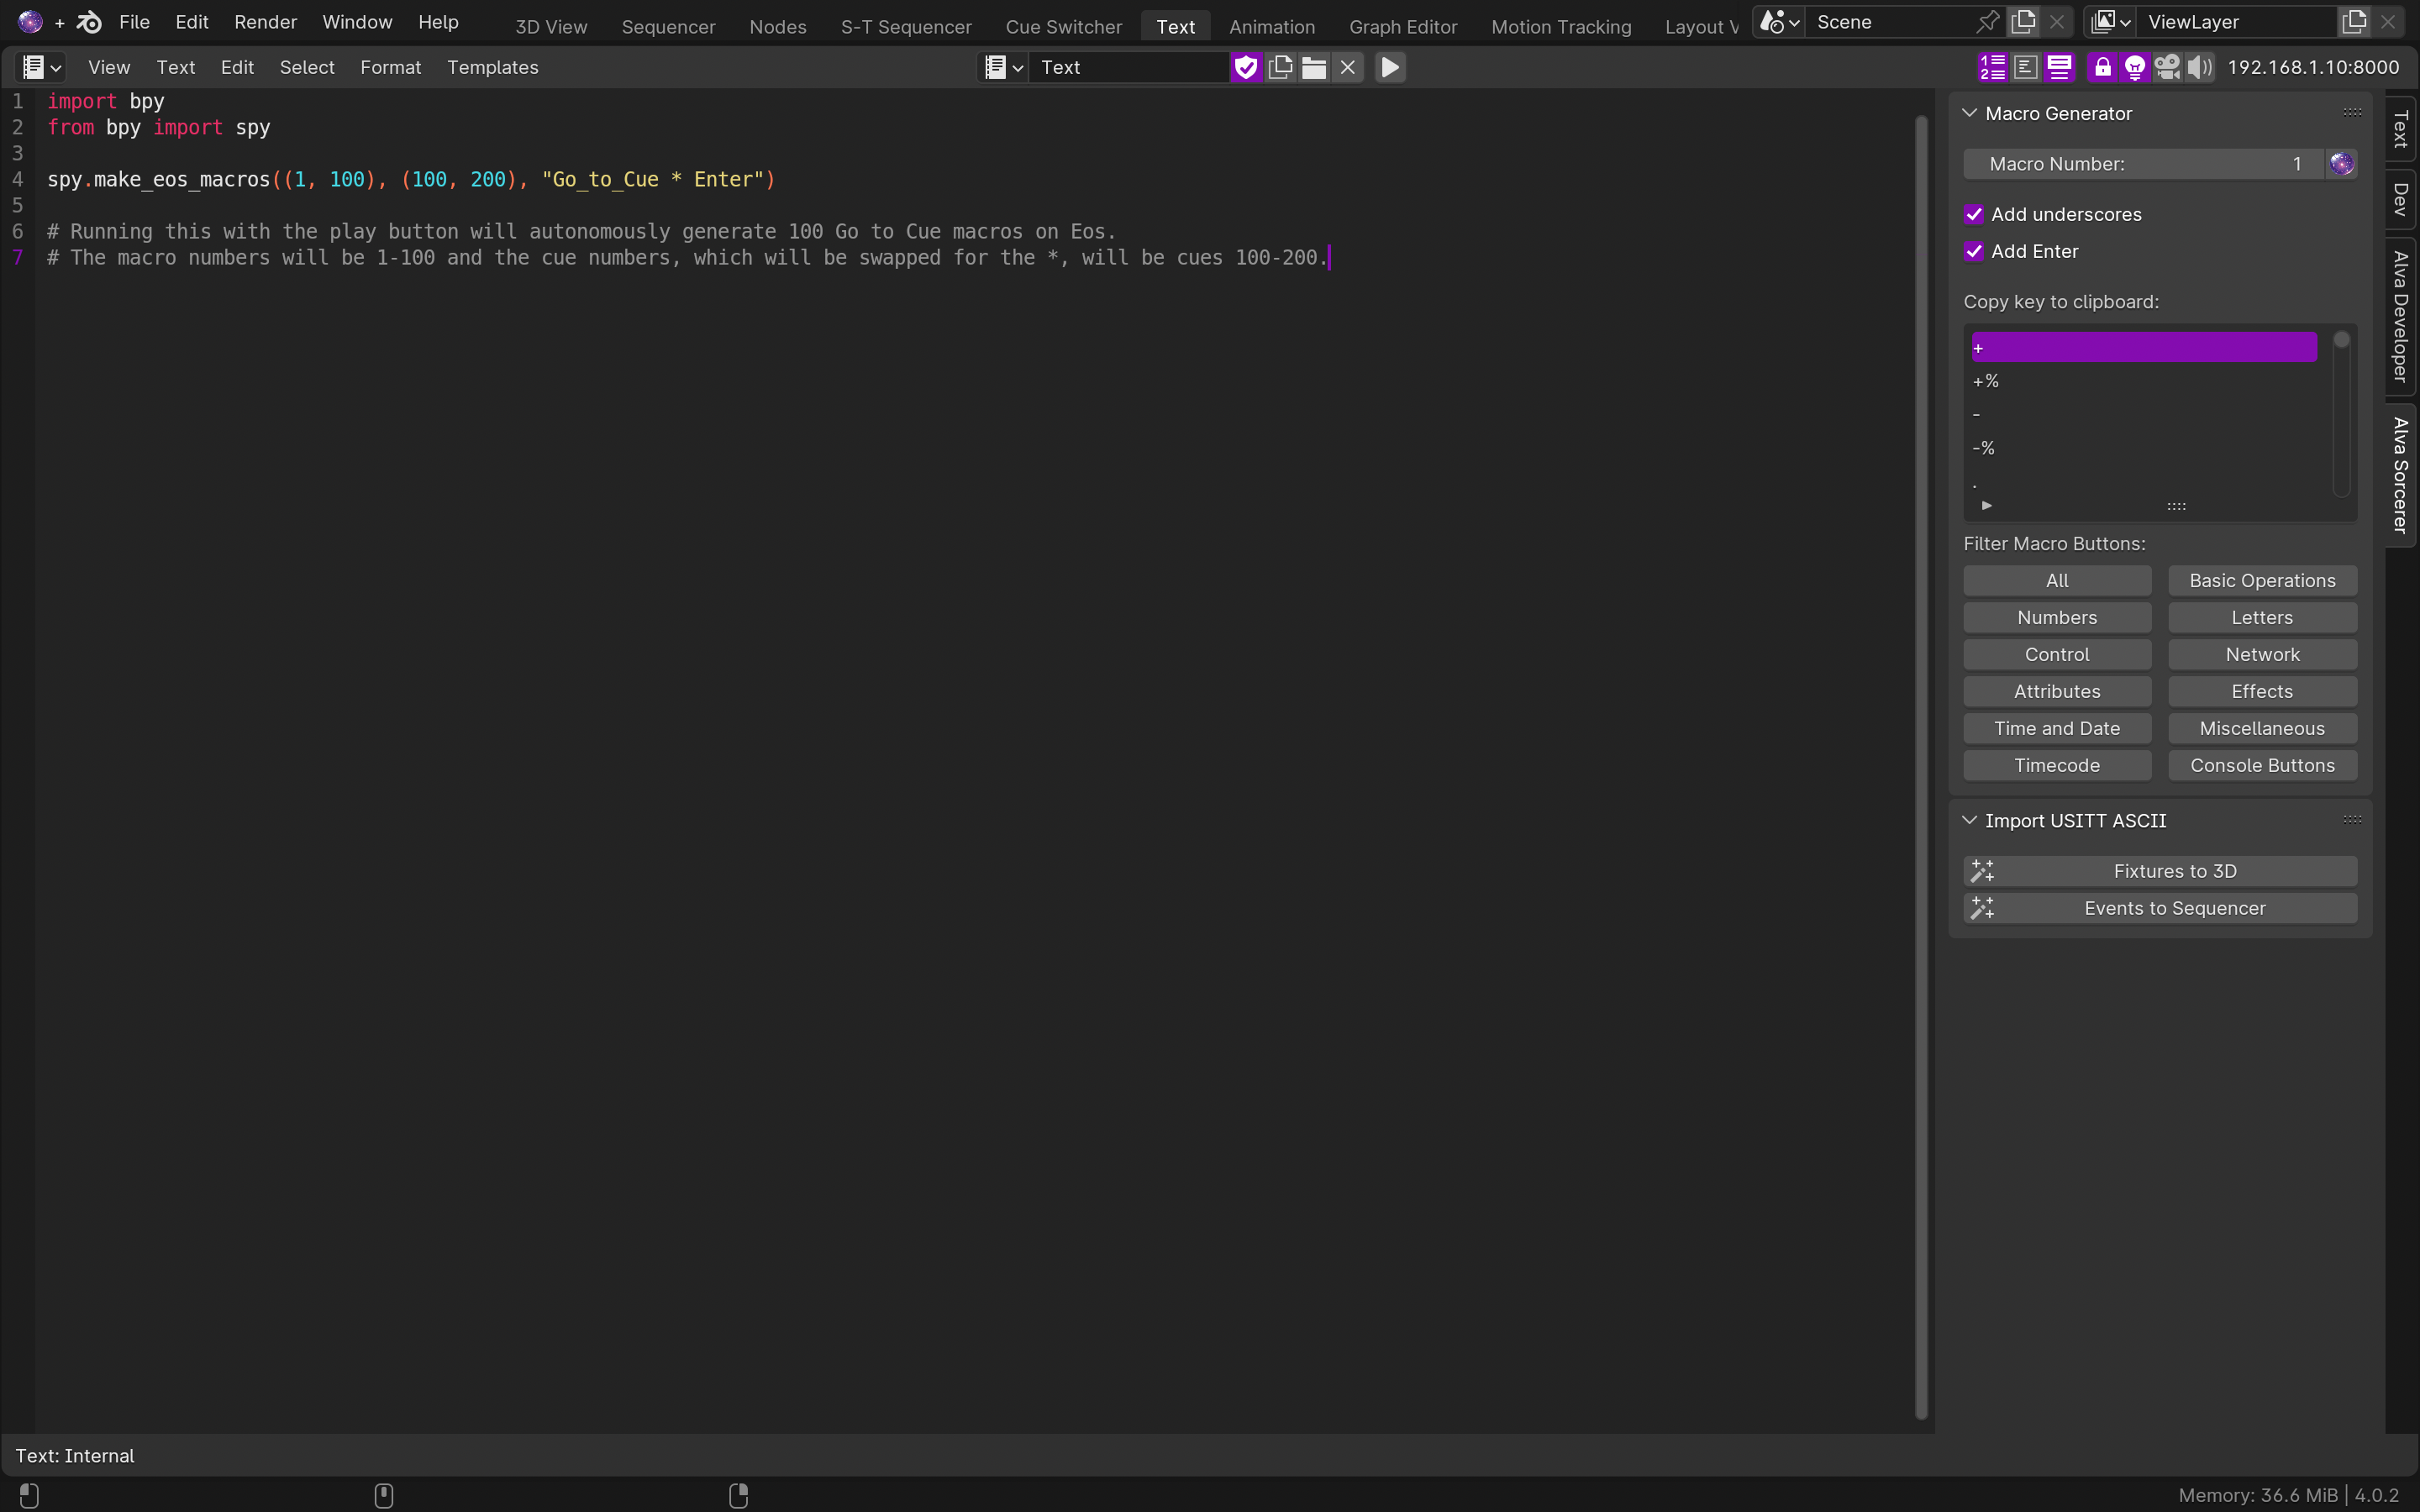 + File Edit Render Window Help 3D View Sequencer Nodes S-T Sequencer Cue Switcher Text Animation Graph Editor Motion Tracking Layout V Scene ViewLayer
View Text Edit Select Format Templates Text 192.168.1.10:8000
1 import bpy
2 from bpy import spy
3
4 spy.make_eos_macros((1, 100), (100, 200), "Go_to_Cue * Enter")
5
6 # Running this with the play button will autonomously generate 100 Go to Cue macros on Eos.
7 # The macro numbers will be 1-100 and the cue numbers, which will be swapped for the *, will be cues 100-200.
Macro Generator
Macro Number: 1
Add underscores
Add Enter
Copy key to clipboard:
+
+%
-
-%
.
Filter Macro Buttons:
All Basic Operations
Numbers Letters
Control Network
Attributes Effects
Time and Date Miscellaneous
Timecode Console Buttons
Import USITT ASCII
Fixtures to 3D
Events to Sequencer
Text
Dev
Alva Developer
Alva Sorcerer
Text: Internal
Memory: 36.6 MiB | 4.0.2